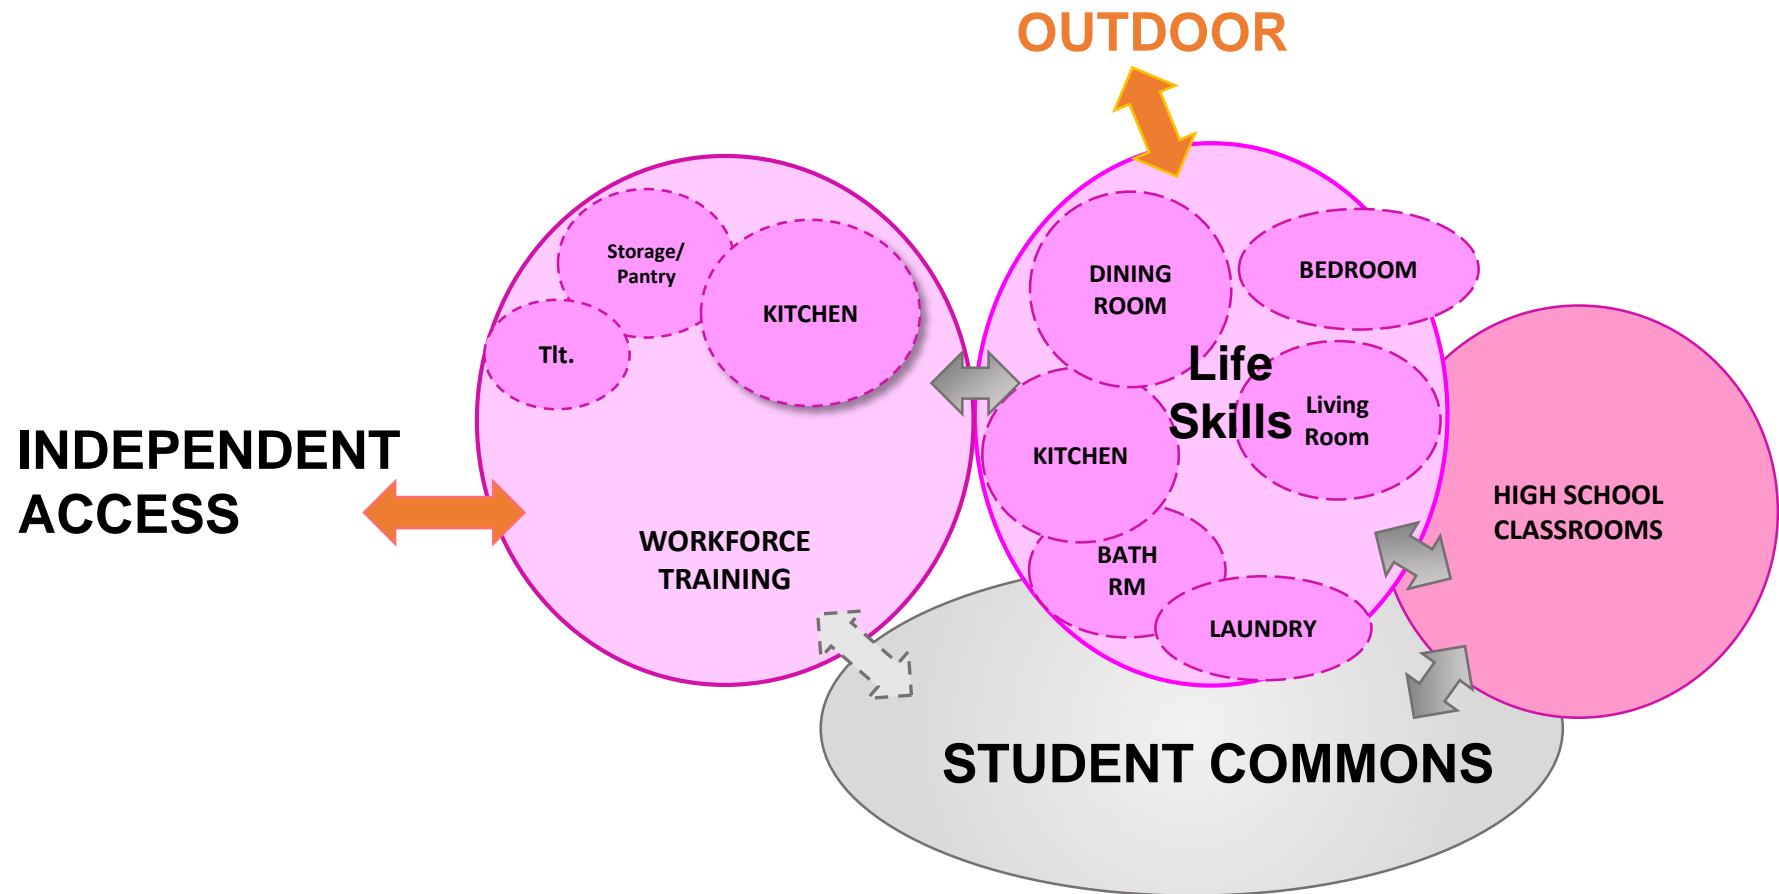 OUTDOOR
Storage/
Pantry
KITCHEN
Tlt.
DINING
ROOM
BEDROOM
Life
Skills
Living
Room
KITCHEN
INDEPENDENT
ACCESS
WORKFORCE
TRAINING
BATH
RM
LAUNDRY
HIGH SCHOOL
CLASSROOMS
STUDENT COMMONS